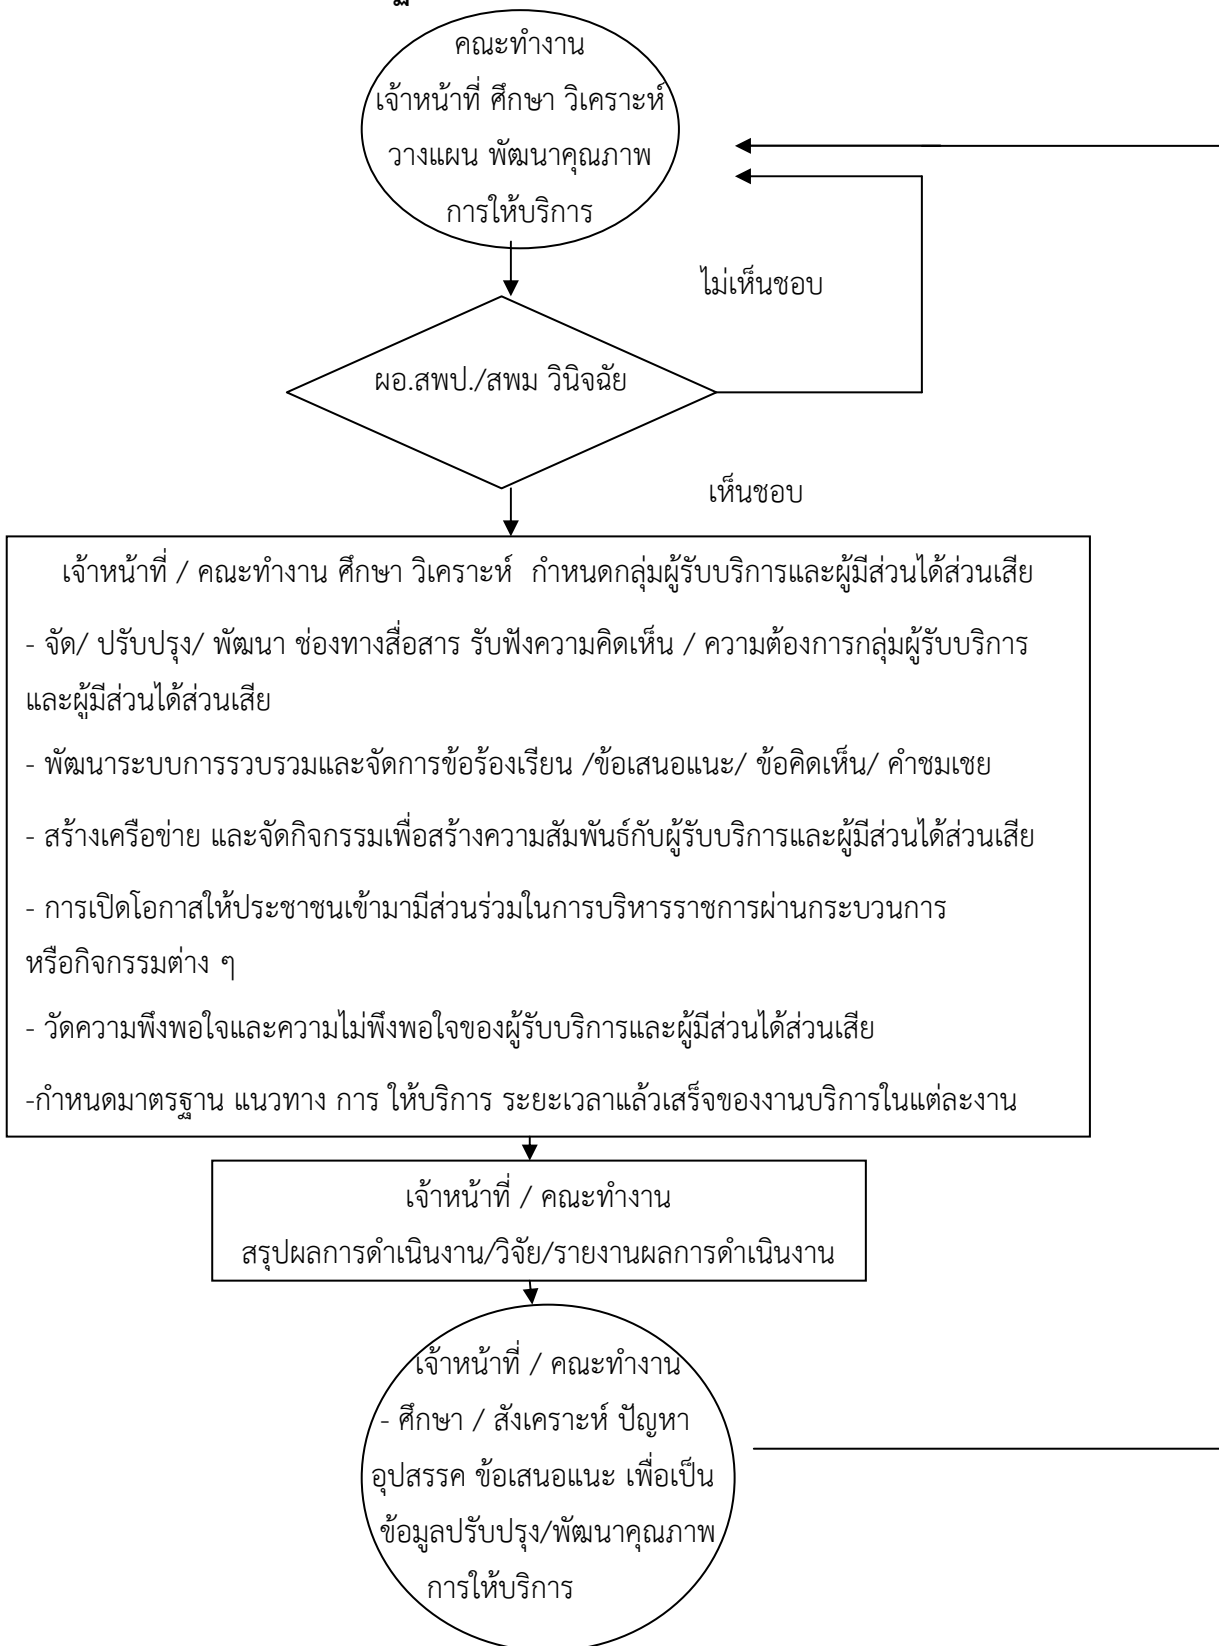 คณะทำงาน
เจ้าหน้าที่ ศึกษา วิเคราะห์
วางแผน พัฒนาคุณภาพ
การให้บริการ
ไม่เห็นชอบ
ผอ.สพป./สพม วินิจฉัย
เห็นชอบ
เจ้าหน้าที่ / คณะทำงาน ศึกษา วิเคราะห์ กำหนดกลุ่มผู้รับบริการและผู้มีส่วนได้ส่วนเสีย
- จัด/ ปรับปรุง/ พัฒนา ช่องทางสื่อสาร รับฟังความคิดเห็น / ความต้องการกลุ่มผู้รับบริการ
และผู้มีส่วนได้ส่วนเสีย
- พัฒนาระบบการรวบรวมและจัดการข้อร้องเรียน /ข้อเสนอแนะ/ ข้อคิดเห็น/ คำชมเชย
- สร้างเครือข่าย และจัดกิจกรรมเพื่อสร้างความสัมพันธ์กับผู้รับบริการและผู้มีส่วนได้ส่วนเสีย
- การเปิดโอกาสให้ประชาชนเข้ามามีส่วนร่วมในการบริหารราชการผ่านกระบวนการ
หรือกิจกรรมต่าง ๆ
- วัดความพึงพอใจและความไม่พึงพอใจของผู้รับบริการและผู้มีส่วนได้ส่วนเสีย
-กำหนดมาตรฐาน แนวทาง การ ให้บริการ ระยะเวลาแล้วเสร็จของงานบริการในแต่ละงาน
เจ้าหน้าที่ / คณะทำงาน
สรุปผลการดำเนินงาน/วิจัย/รายงานผลการดำเนินงาน
เจ้าหน้าที่ / คณะทำงาน
- ศึกษา / สังเคราะห์ ปัญหา
อุปสรรค ข้อเสนอแนะ เพื่อเป็น
ข้อมูลปรับปรุง/พัฒนาคุณภาพ
การให้บริการ